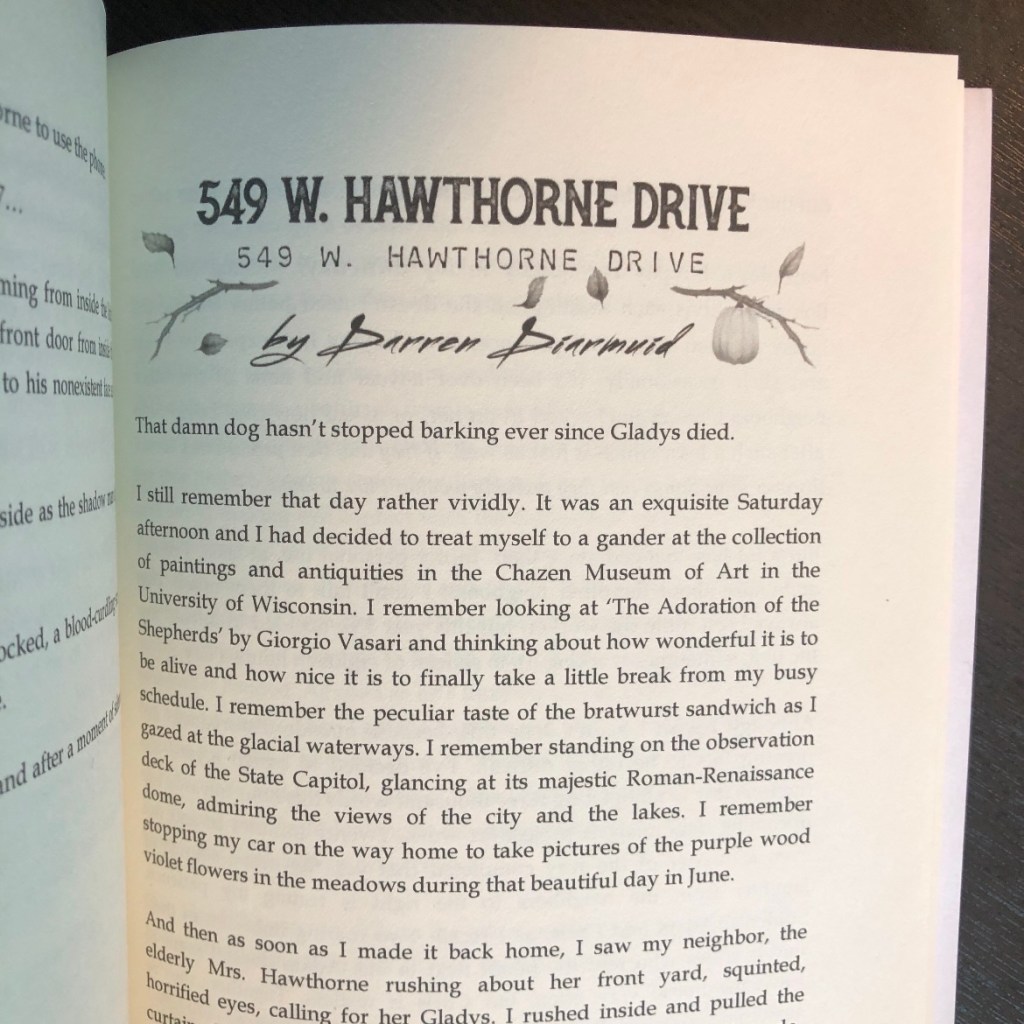 orne to use the phone.
ming from inside the
front door from inside
to his nonexistent
side as the shadow
ocked, a blood-curdling
and after a moment of
549 W. HAWTHORNE DRIVE
549 W. HAWTHORNE DRIVE
by Darren Diarmuid
That damn dog hasn't stopped barking ever since Gladys died.
I still remember that day rather vividly. It was an exquisite Saturday
afternoon and I had decided to treat myself to a gander at the collection
of paintings and antiquities in the Chazen Museum of Art in the
University of Wisconsin. I remember looking at 'The Adoration of the
Shepherds' by Giorgio Vasari and thinking about how wonderful it is to
be alive and how nice it is to finally take a little break from my busy
schedule. I remember the peculiar taste of the bratwurst sandwich as I
gazed at the glacial waterways. I remember standing on the observation
deck of the State Capitol, glancing at its majestic Roman-Renaissance
dome, admiring the views of the city and the lakes. I remember
stopping my car on the way home to take pictures of the purple wood
violet flowers in the meadows during that beautiful day in June.
And then as soon as I made it back home, I saw my neighbor, the
elderly Mrs. Hawthorne rushing about her front yard, squinted,
horrified eyes, calling for her Gladys. I rushed inside and pulled the